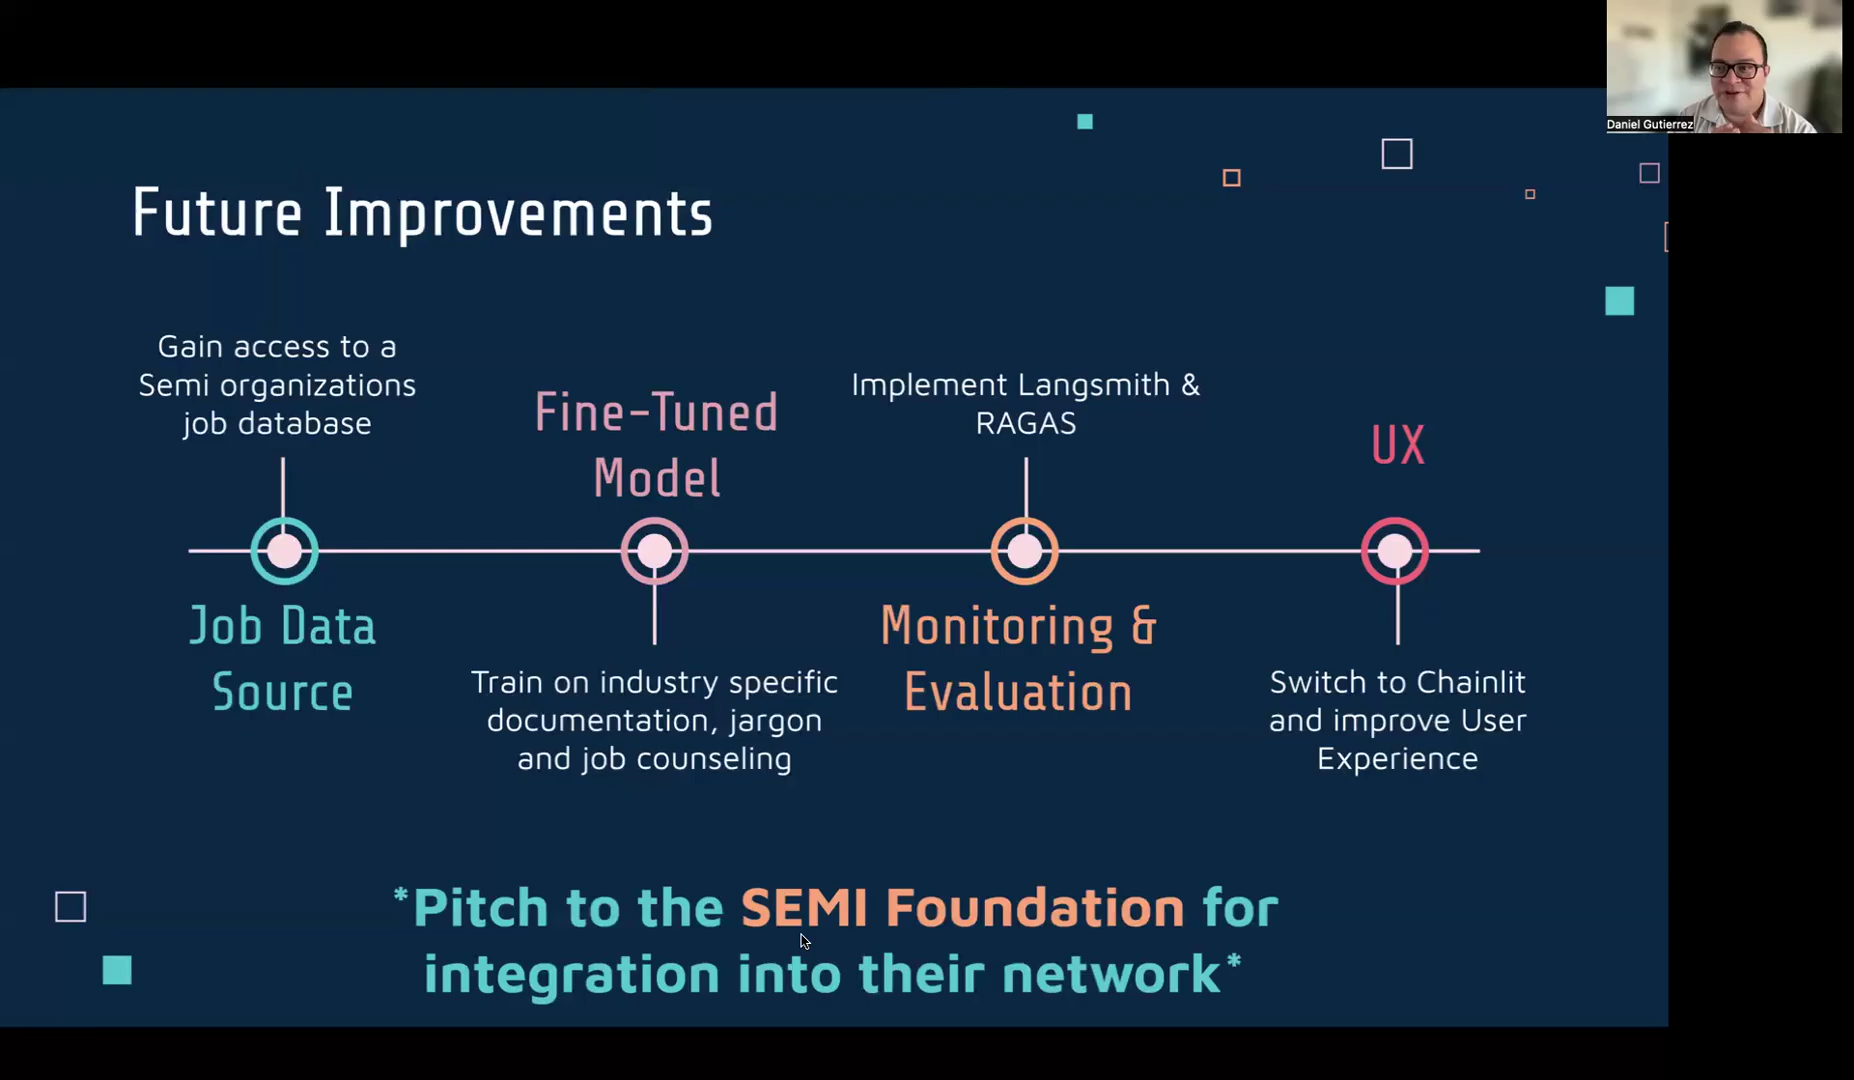 Daniel Gutierrez
Future Improvements
Gain access to a
Semi organizations
job database
Job Data
Source
Fine-Tuned
Model
Train on industry specific
documentation, jargon
and job counseling
Implement Langsmith &
RAGAS
Monitoring &
Evaluation
UX
Switch to Chainlit
and improve User
Experience
*Pitch to the SEMI Foundation for
integration into their network*